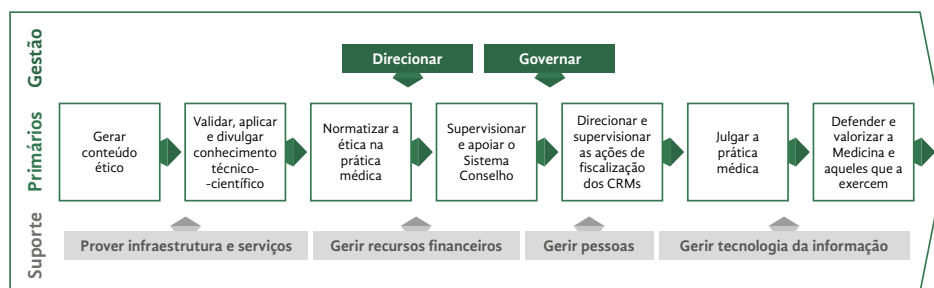 Gestão
Direcionar
Governar
Primários
Gerar
conteúdo
ético
Validar, aplicar
e divulgar
conhecimento
técnico-
-científico
Normatizar a
ética na
prática
médica
Supervisionar
e apoiar o
Sistema
Conselho
Direcionar e
supervisionar
as ações de
fiscalização
dos CRMs
Julgar a
prática
médica
Defender e
valorizar a
Medicina e
aqueles que a
exercem
Suporte
Prover infraestrutura e serviços
Gerir recursos financeiros
Gerir pessoas
Gerir tecnologia da informação